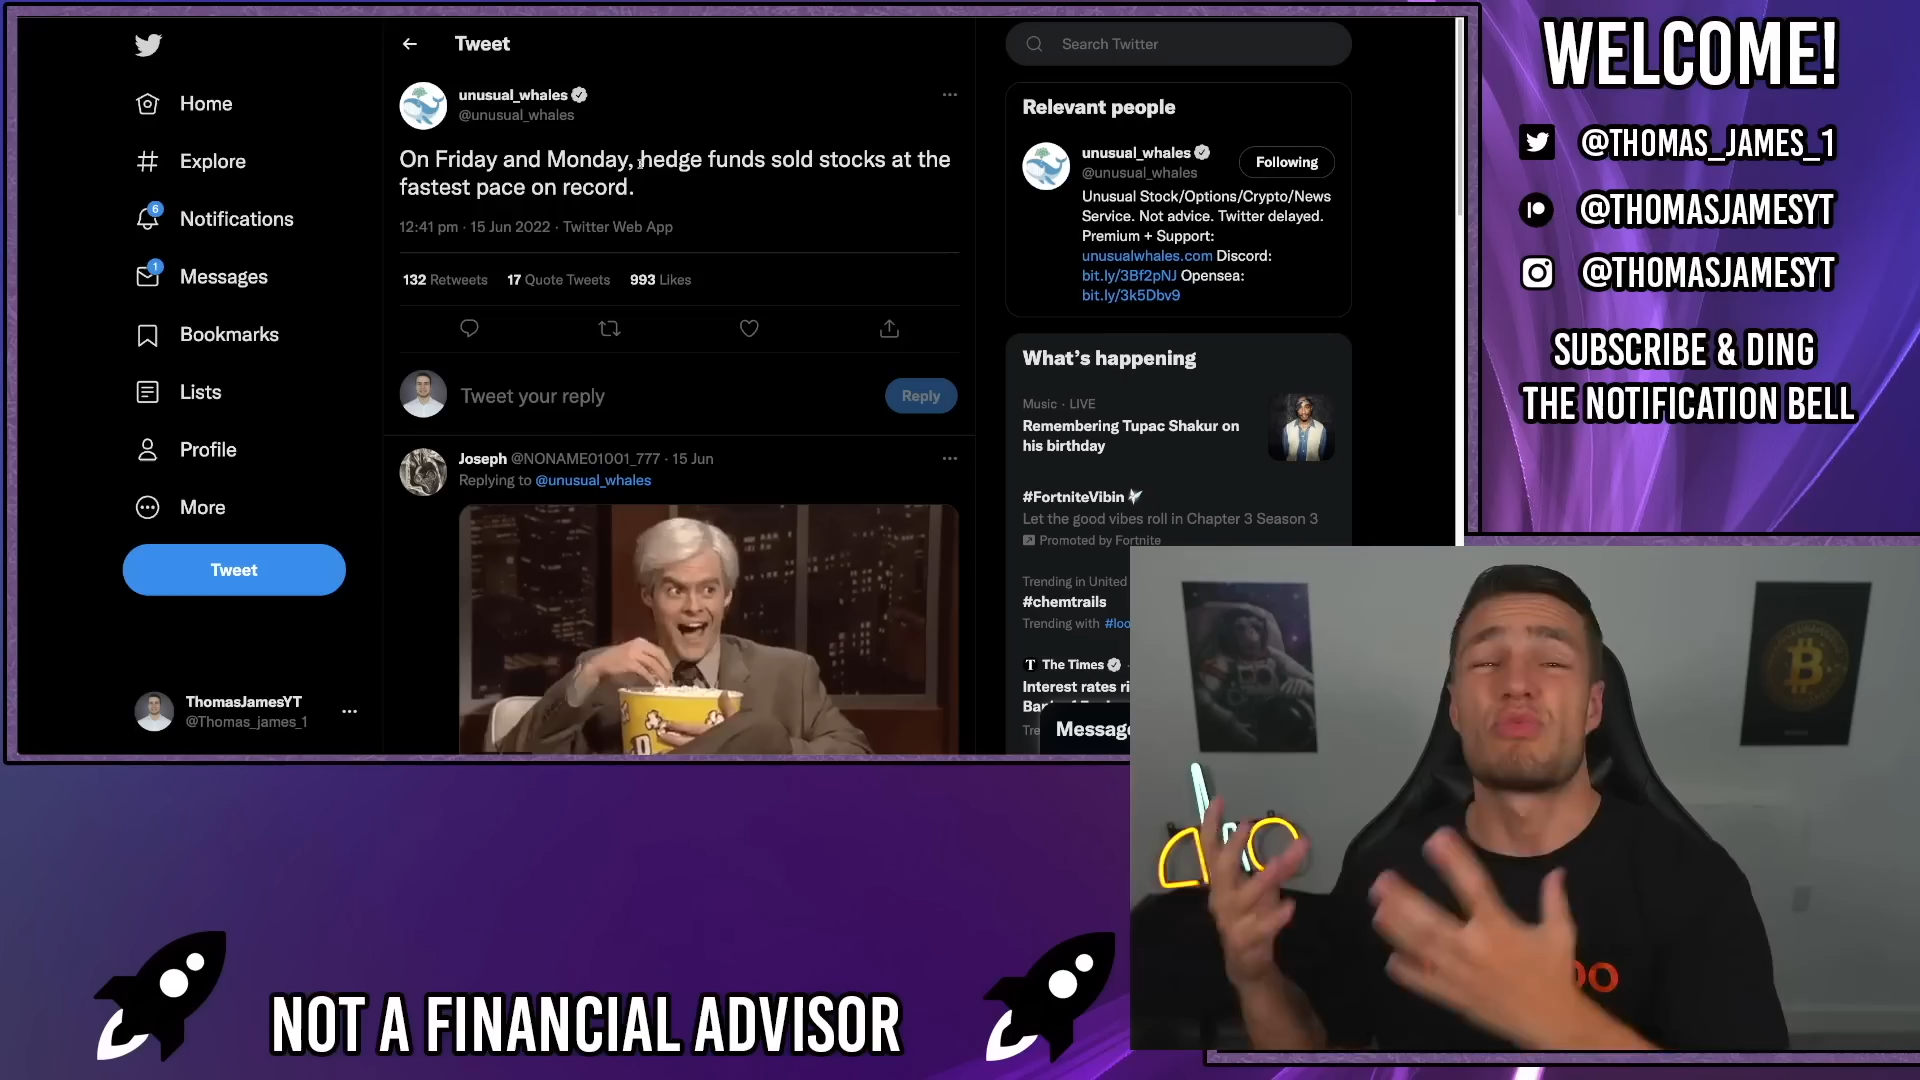 Home
Explore
6
Notifications
1
Messages
Bookmarks
Lists
Profile
More
Tweet
ThomasJamesYT
@Thomas_james_1
Tweet
unusual_whales
@unusual_whales
On Friday and Monday, hedge funds sold stocks at the
fastest pace on record.
12:41 pm · 15 Jun 2022 · Twitter Web App
132 Retweets 17 Quote Tweets 993 Likes
Tweet your reply
Reply
Joseph @NONAME01001_777 · 15 Jun
Replying to @unusual_whales
Search Twitter
Relevant people
unusual_whales
@unusual_whales
Following
Unusual Stock/Options/Crypto/News
Service. Not advice. Twitter delayed.
Premium + Support:
unusualwhales.com Discord:
bit.ly/3Bf2pNJ Opensea:
bit.ly/3k5Dbv9
What's happening
Music · LIVE
Remembering Tupac Shakur on
his birthday
#FortniteVibin
Let the good vibes roll in Chapter 3 Season 3
Promoted by Fortnite
Trending in United
#chemtrails
Trending with #loo
The Times
Interest rates ri
Message
WELCOME!
@THOMAS_JAMES_1
@THOMASJAMESYT
@THOMASJAMESYT
SUBSCRIBE & DING
THE NOTIFICATION BELL
NOT A FINANCIAL ADVISOR